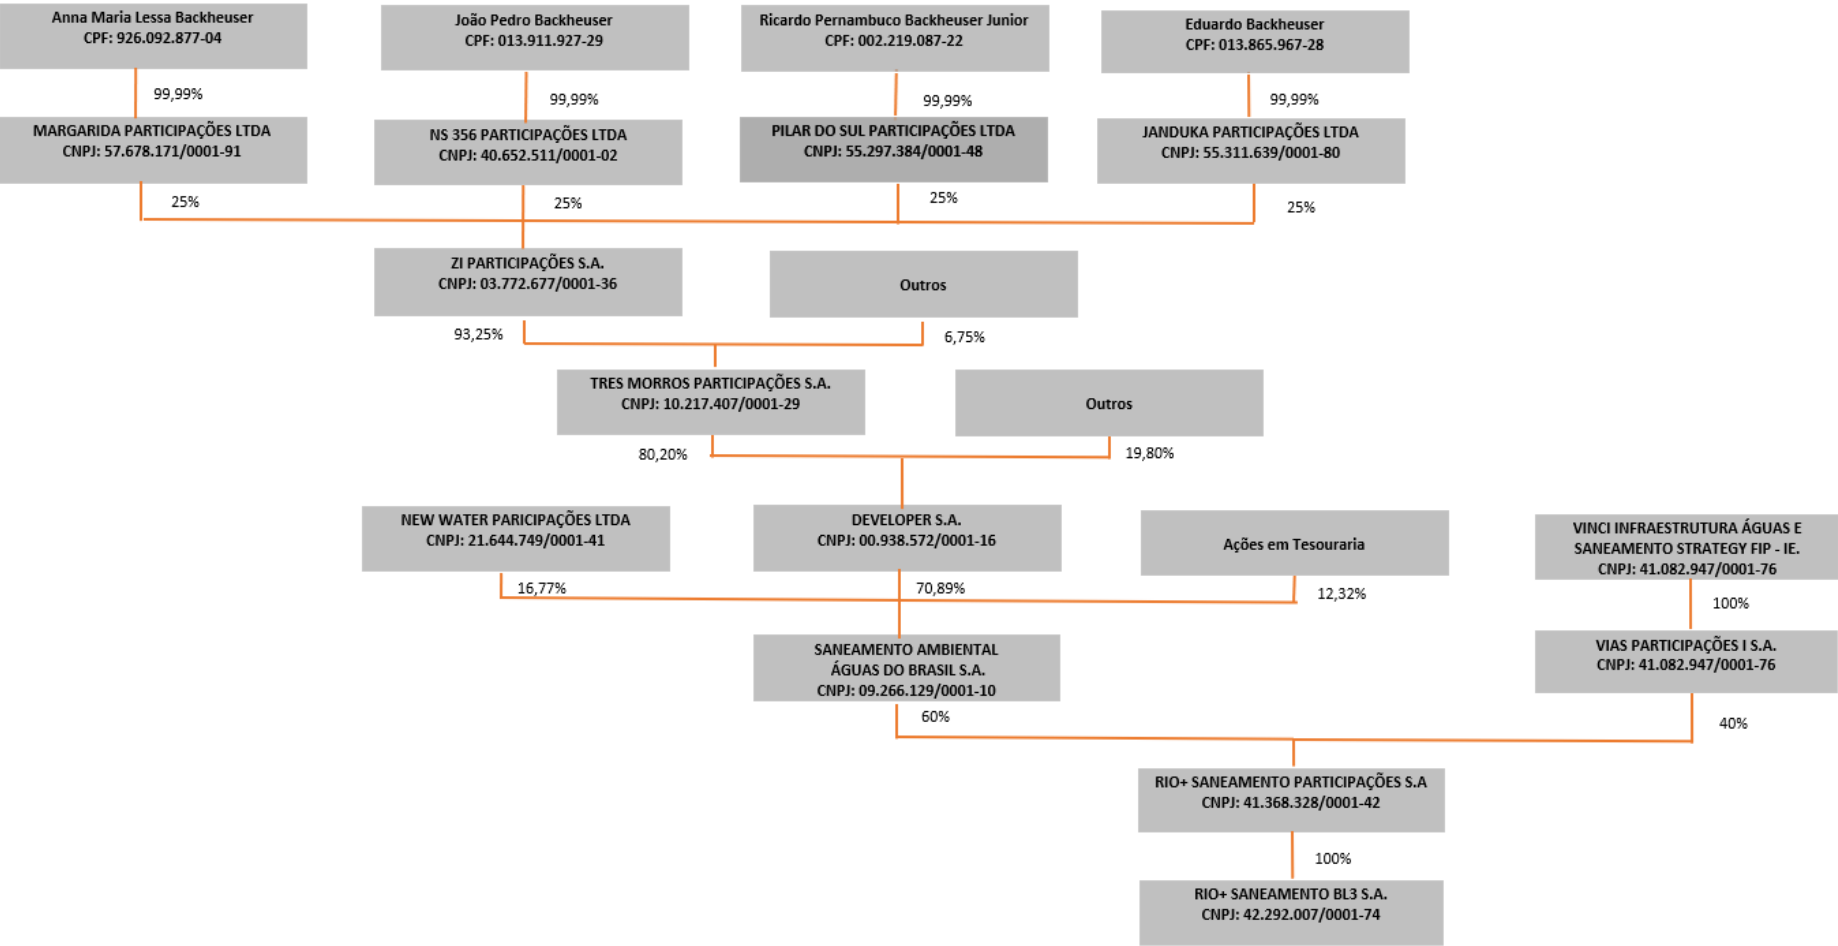 Anna Maria Lessa Backheuser
CPF: 926.092.877-04
João Pedro Backheuser
CPF: 013.911.927-29
Ricardo Pernambuco Backheuser Junior
CPF: 002.219.087-22
Eduardo Backheuser
CPF: 013.865.967-28
99,99%
99,99%
99,99%
99,99%
MARGARIDA PARTICIPAÇÕES LTDA
CNPJ: 57.678.171/0001-91
NS 356 PARTICIPAÇÕES LTDA
CNPJ: 40.652.511/0001-02
PILAR DO SUL PARTICIPAÇÕES LTDA
CNPJ: 55.297.384/0001-48
JANDUKA PARTICIPAÇÕES LTDA
CNPJ: 55.311.639/0001-80
25%
25%
25%
25%
ZI PARTICIPAÇÕES S.A.
CNPJ: 03.772.677/0001-36
Outros
93,25%
6,75%
TRES MORROS PARTICIPAÇÕES S.A.
CNPJ: 10.217.407/0001-29
Outros
80,20%
19,80%
NEW WATER PARICIPAÇÕES LTDA
CNPJ: 21.644.749/0001-41
DEVELOPER S.A.
CNPJ: 00.938.572/0001-16
Ações em Tesouraria
VINCI INFRAESTRUTURA ÁGUAS E
SANEAMENTO STRATEGY FIP - IE.
CNPJ: 41.082.947/0001-76
16,77%
70,89%
12,32%
100%
SANEAMENTO AMBIENTAL
ÁGUAS DO BRASIL S.A.
CNPJ: 09.266.129/0001-10
VIAS PARTICIPAÇÕES I S.A.
CNPJ: 41.082.947/0001-76
60%
40%
RIO+ SANEAMENTO PARTICIPAÇÕES S.A
CNPJ: 41.368.328/0001-42
100%
RIO+ SANEAMENTO BL3 S.A.
CNPJ: 42.292.007/0001-74